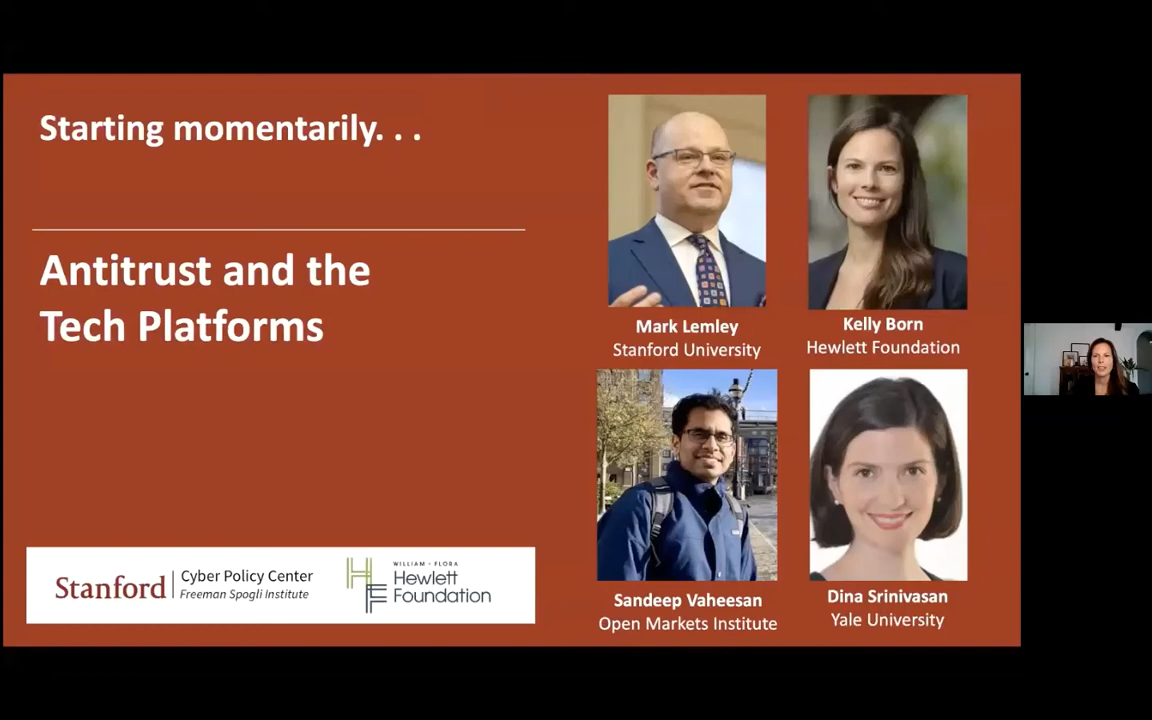 Starting momentarily. . .
Antitrust and the
Tech Platforms
Mark Lemley
Stanford University
Kelly Born
Hewlett Foundation
Sandeep Vaheesan
Open Markets Institute
Dina Srinivasan
Yale University
Stanford
Cyber Policy Center
Freeman Spogli Institute
WILLIAM + FLORA
Hewlett
Foundation